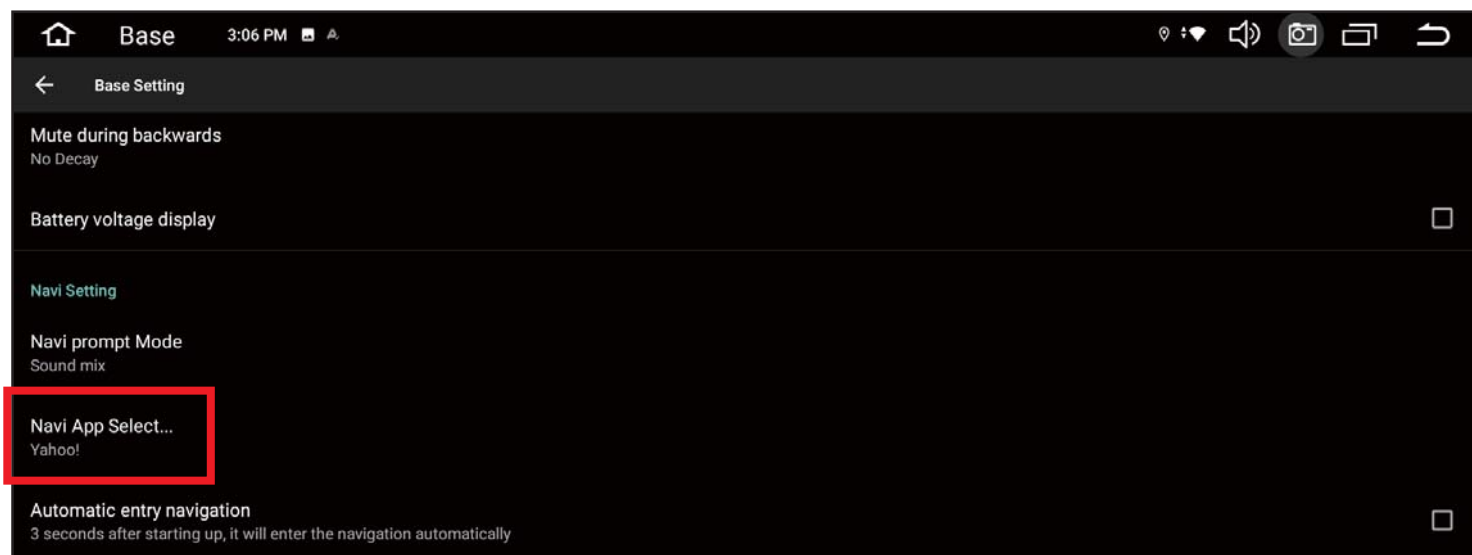 Base 3:06 PM
Base Setting
Mute during backwards
No Decay
Battery voltage display
Navi Setting
Navi prompt Mode
Sound mix
Navi App Select...
Yahoo!
Automatic entry navigation
3 seconds after starting up, it will enter the navigation automatically